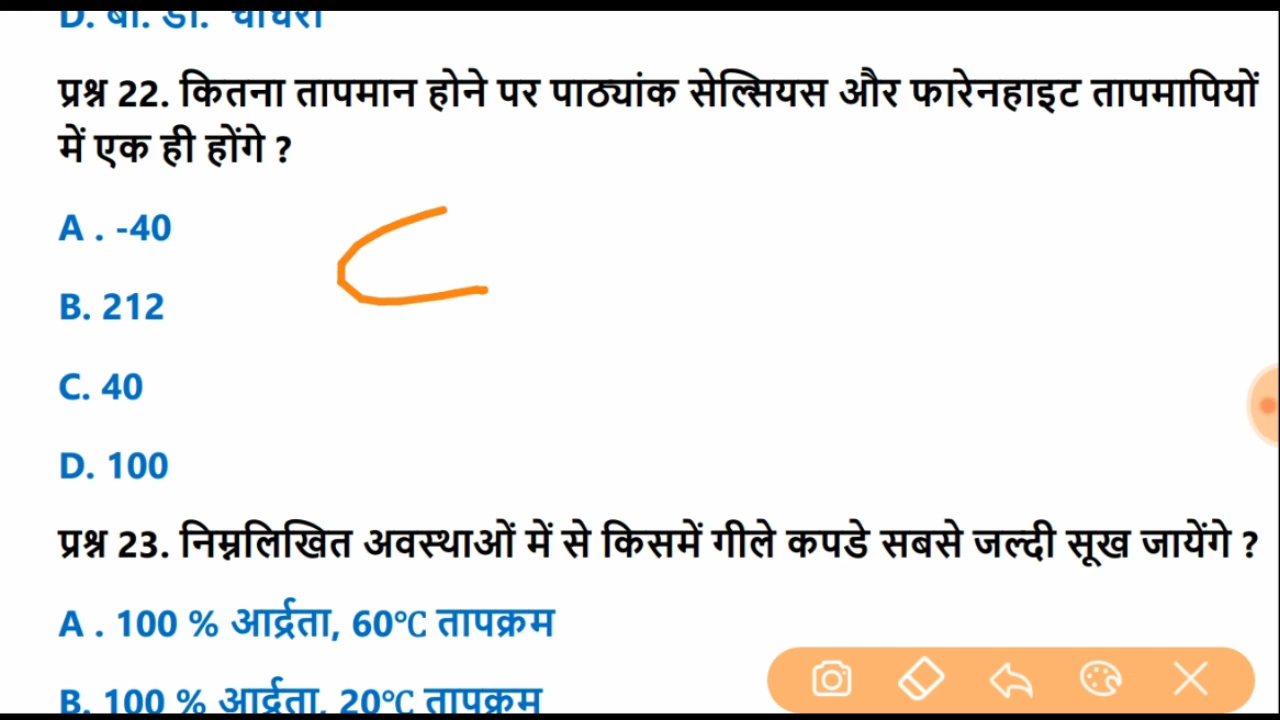 D. बी. डी. चौधरी
प्रश्न 22. कितना तापमान होने पर पाठ्यांक सेल्सियस और फारेनहाइट तापमापियों
में एक ही होंगे ?
A . -40
B. 212
C. 40
D. 100
प्रश्न 23. निम्नलिखित अवस्थाओं में से किसमें गीले कपडे सबसे जल्दी सूख जायेंगे ?
A . 100 % आर्द्रता, 60°C तापक्रम
B. 100 % आर्द्रता, 20°C तापक्रम